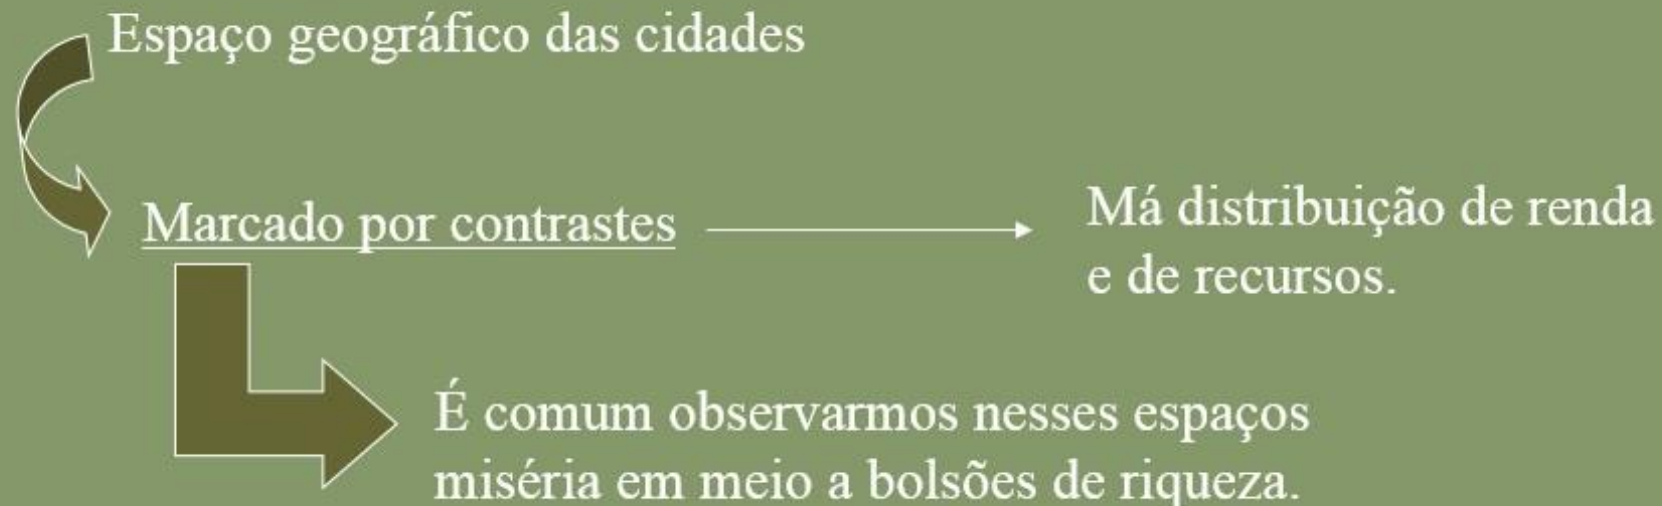 Espaço geográfico das cidades
Marcado por contrastes
Má distribuição de renda
e de recursos.
É comum observarmos nesses espaços
miséria em meio a bolsões de riqueza.